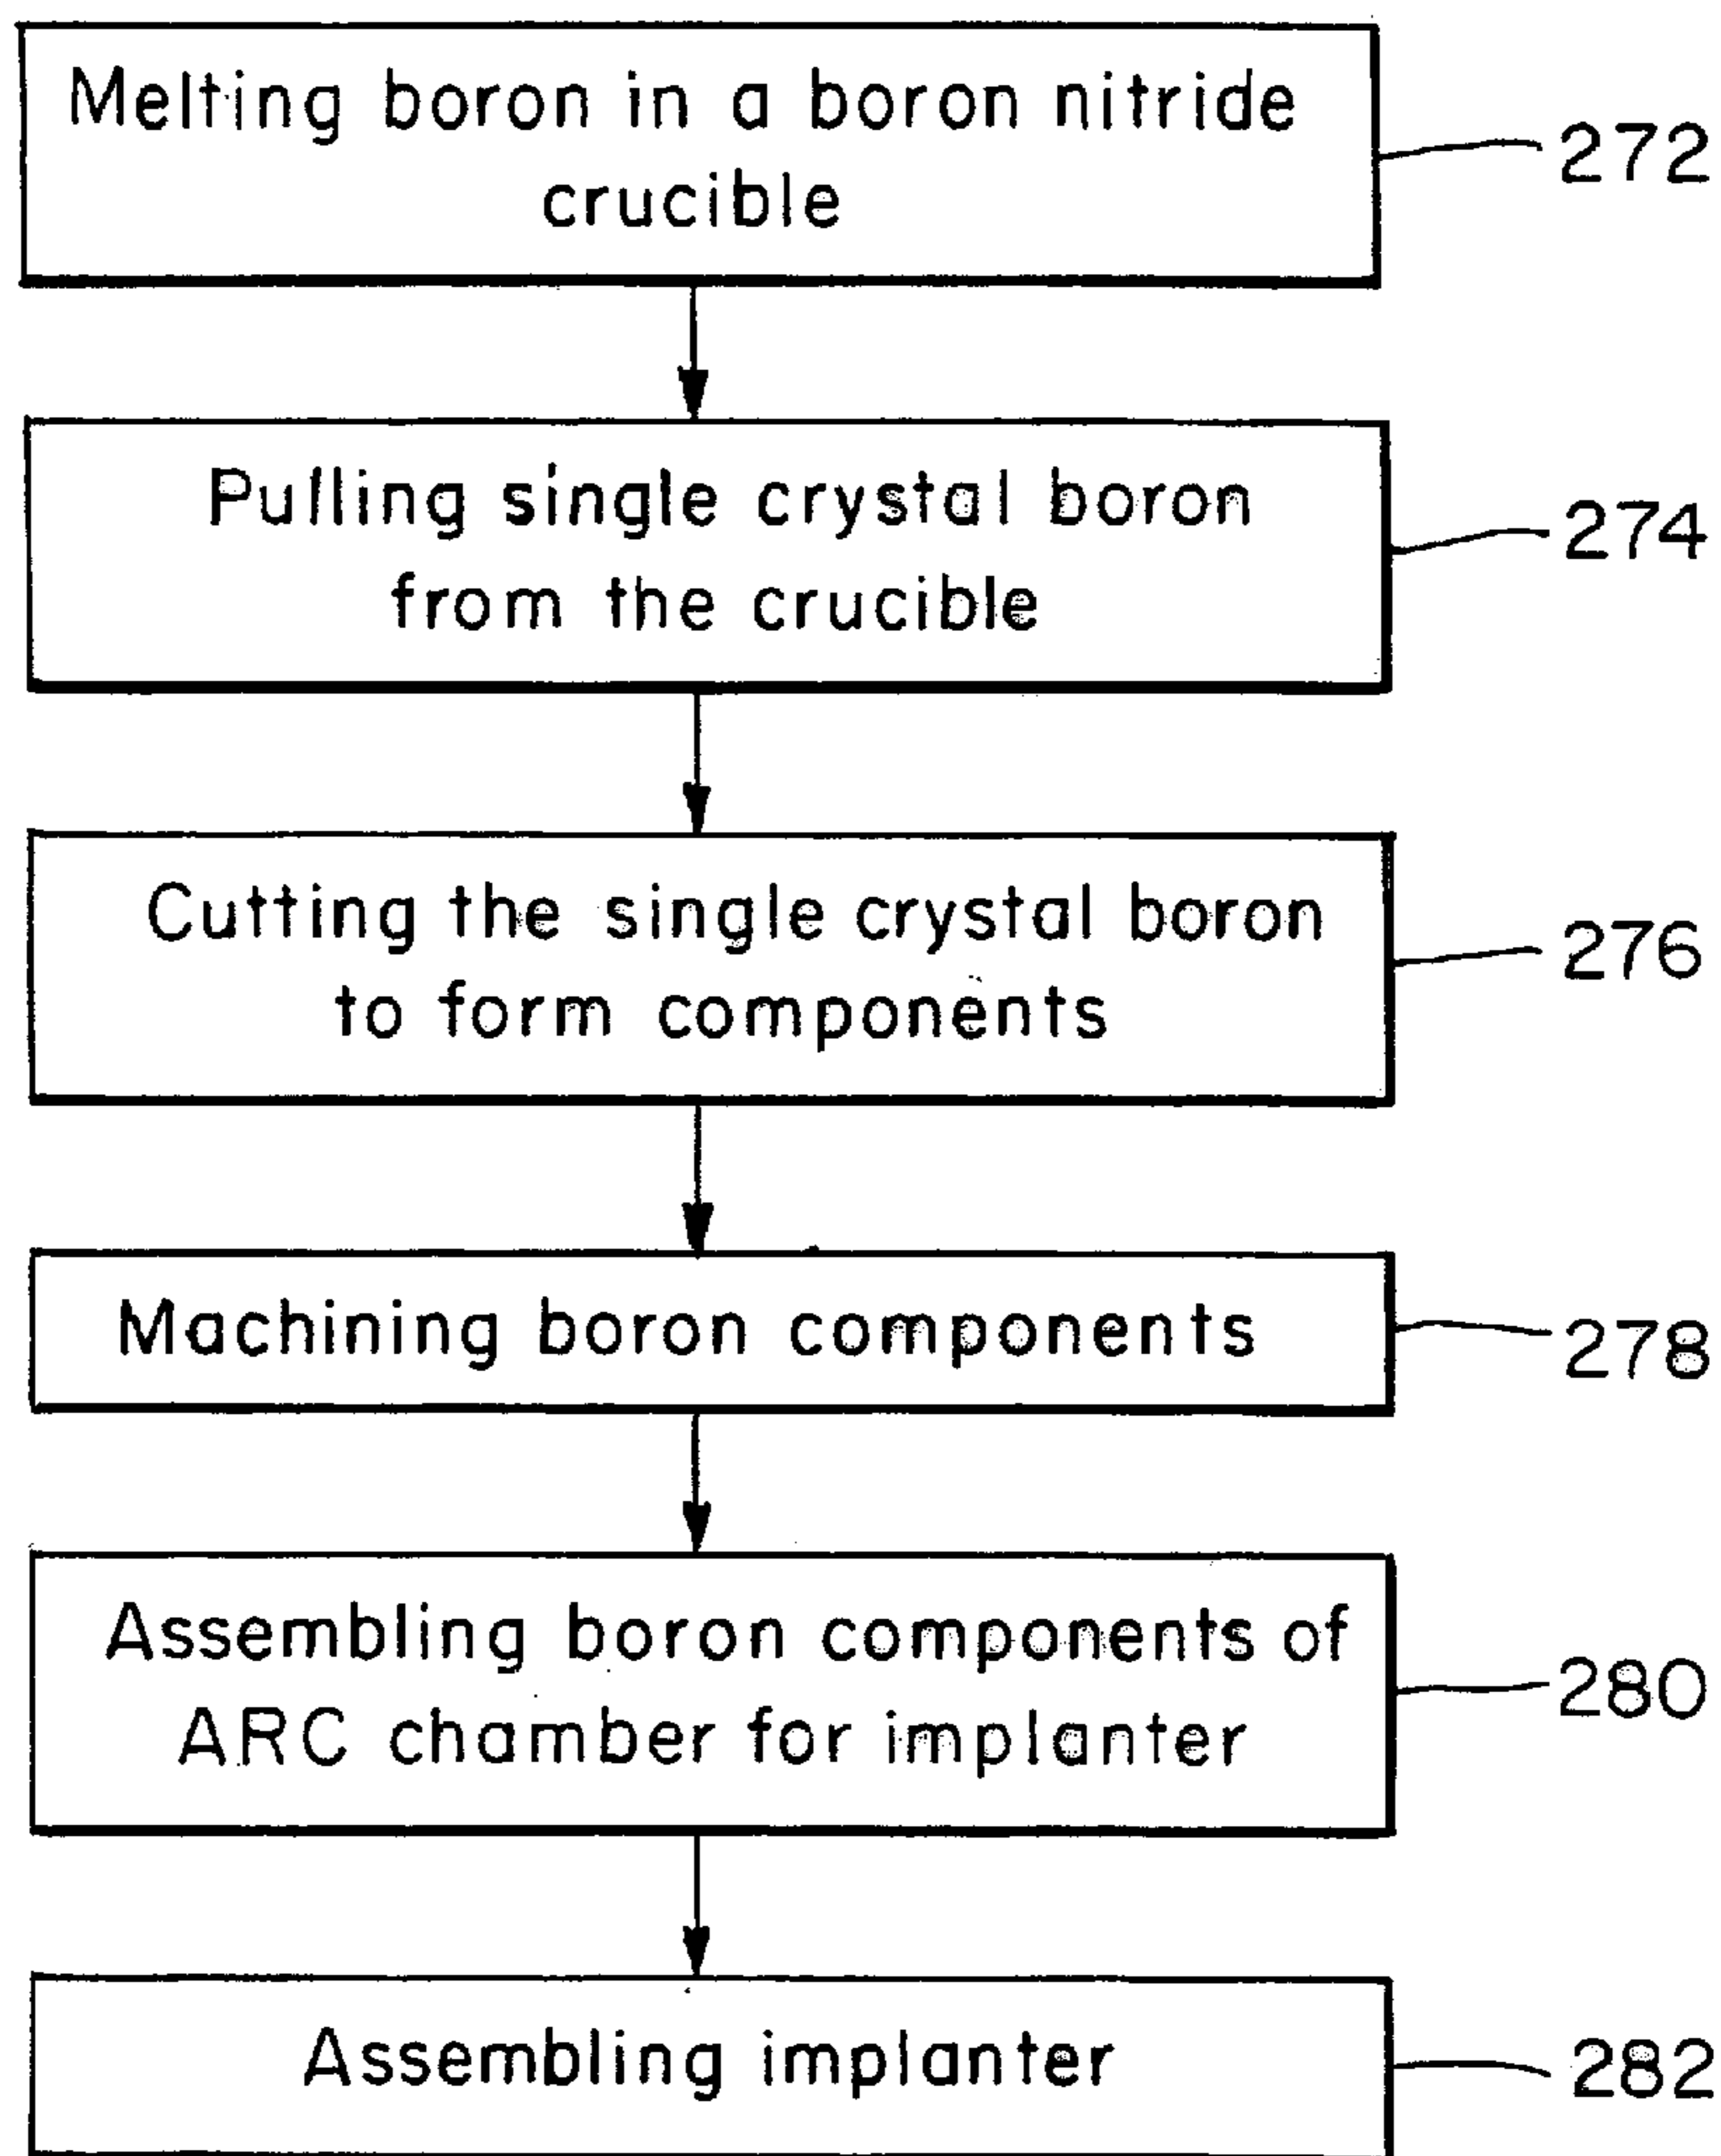 Melting boron in a boron nitride
crucible
272
Pulling single crystal boron
from the crucible
274
Cutting the single crystal boron
to form components
276
Machining boron components
278
Assembling boron components of
ARC chamber for implanter
280
Assembling implanter
282